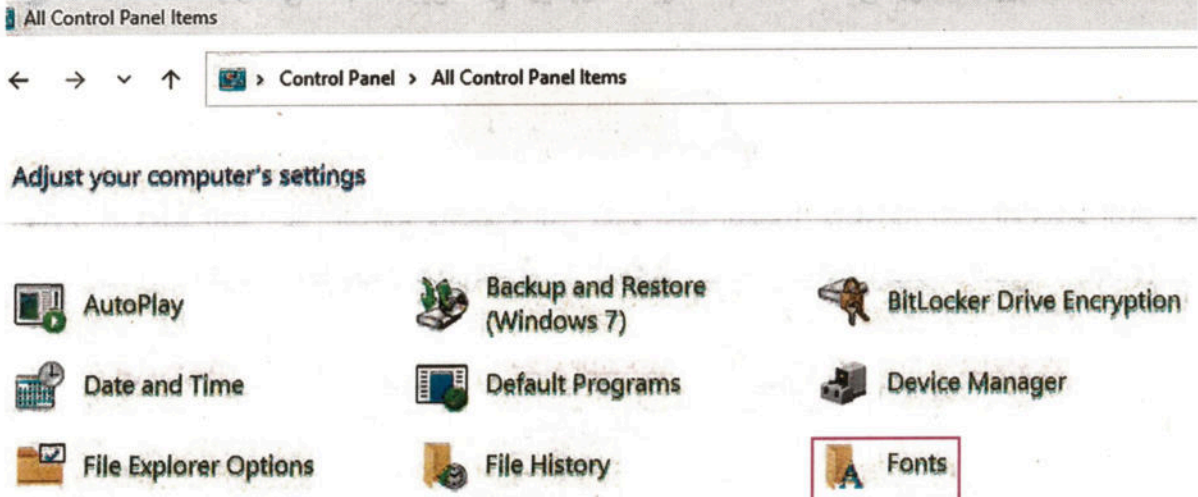 All Control Panel Items
> Control Panel > All Control Panel Items
Adjust your computer's settings
AutoPlay
Backup and Restore
(Windows 7)
BitLocker Drive Encryption
Date and Time
Default Programs
Device Manager
File Explorer Options
File History
Fonts